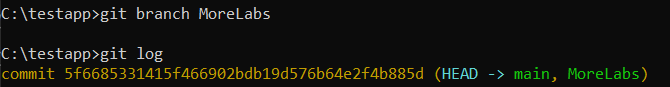 C:\testapp>git branch MoreLabs
C:\testapp>git log
commit 5f6685331415f466902bdb19d576b64e2f4b885d (HEAD -> main, MoreLabs)